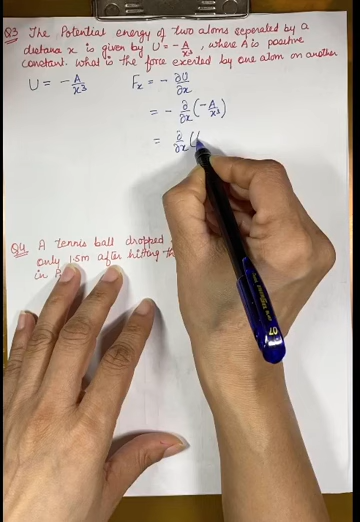 Q3 The Potential energy of two atoms seperated by a
distance x is given by U = -A/x³, where A is positive
constant. What is the force exerted by one atom on another
U = -A/x³ Fx = -∂U/∂x
= -∂/∂x (-A/x³)
= ∂/∂x (
Q4 A tennis ball dropped
only 1.5m after hitting th
in
07